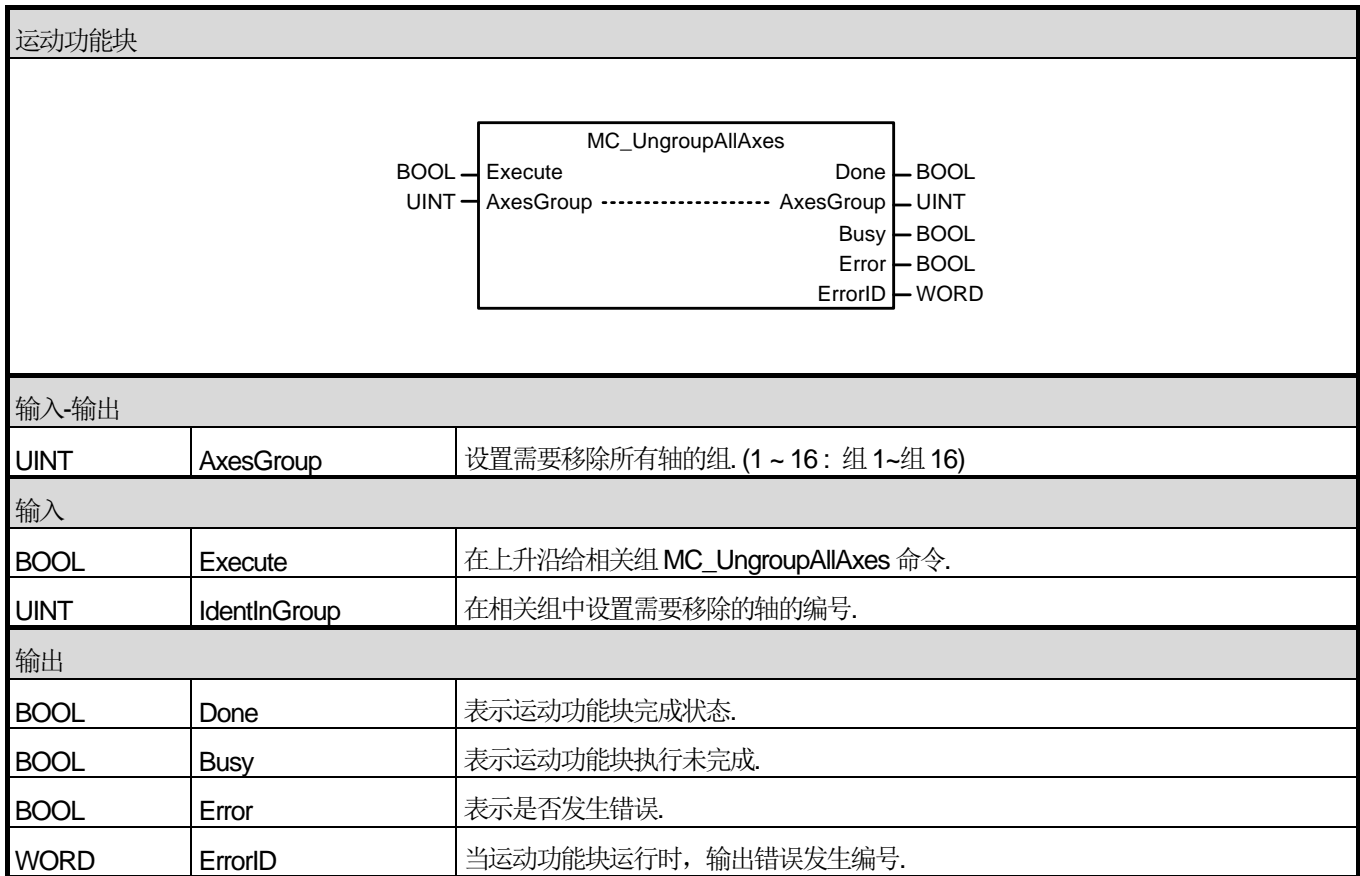 运动功能块
MC_UngroupAllAxes
BOOL Execute Done BOOL
UINT AxesGroup AxesGroup UINT
Busy BOOL
Error BOOL
ErrorID WORD
输入-输出
UINT AxesGroup 设置需要移除所有轴的组. (1 ~ 16 : 组 1~组 16)
输入
BOOL Execute 在上升沿给相关组 MC_UngroupAllAxes 命令.
UINT IdentInGroup 在相关组中设置需要移除的轴的编号.
输出
BOOL Done 表示运动功能块完成状态.
BOOL Busy 表示运动功能块执行未完成.
BOOL Error 表示是否发生错误.
WORD ErrorID 当运动功能块运行时，输出错误发生编号.